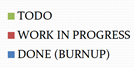 TODO
WORK IN PROGRESS
DONE (BURNUP)